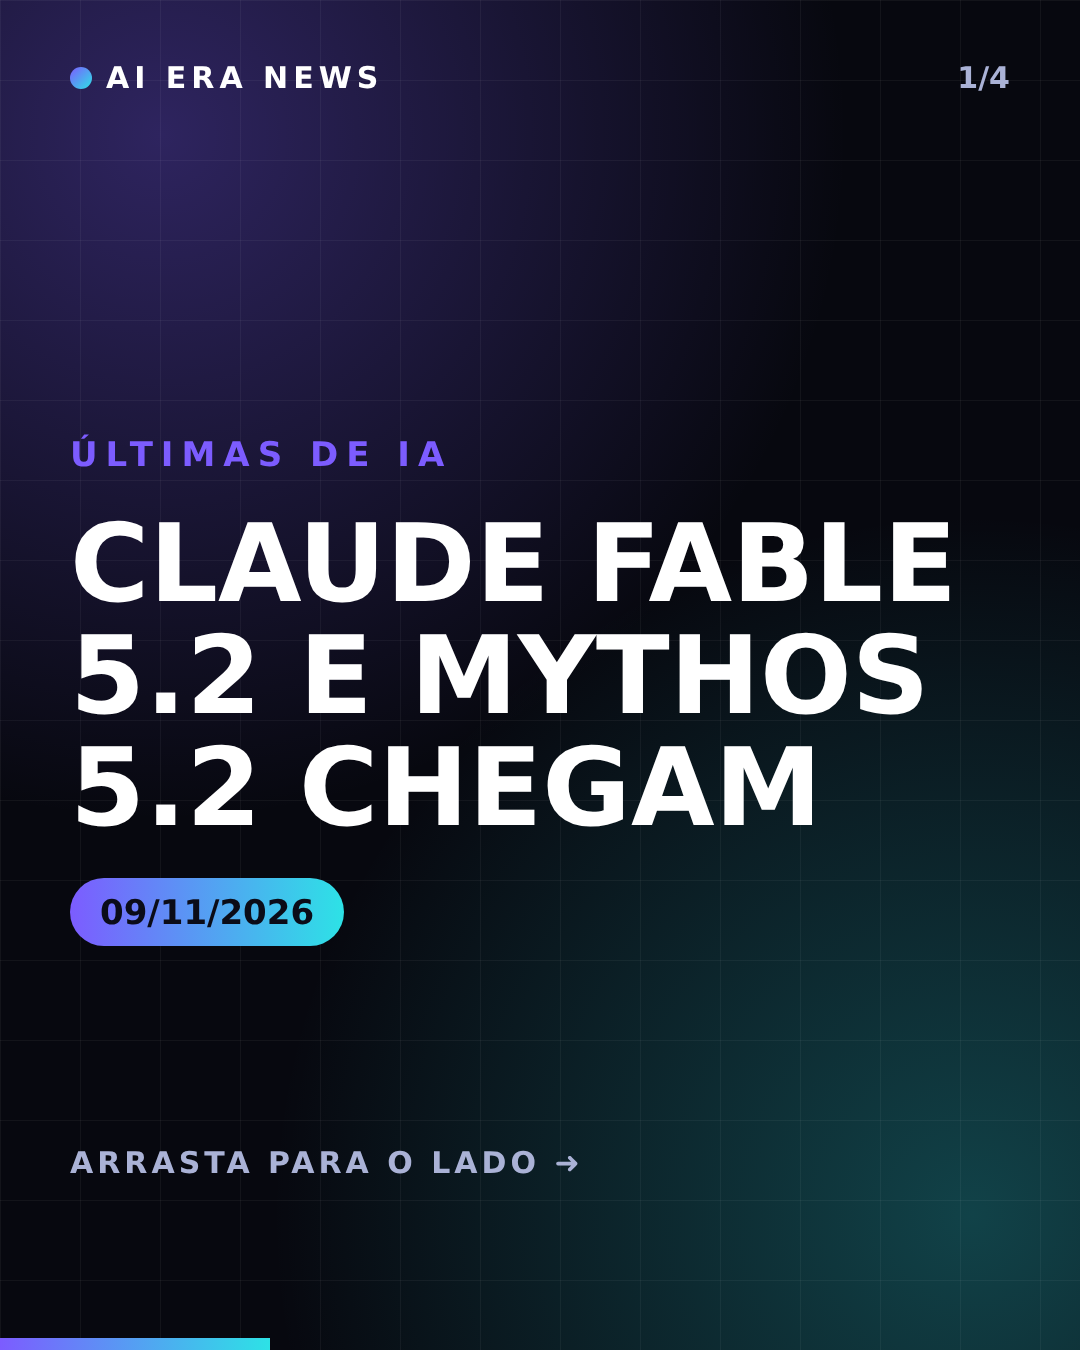 AI ERA NEWS
1/4
ÚLTIMAS DE IA
CLAUDE FABLE
5.2 E MYTHOS
5.2 CHEGAM
09/11/2026
ARRASTA PARA O LADO ➜